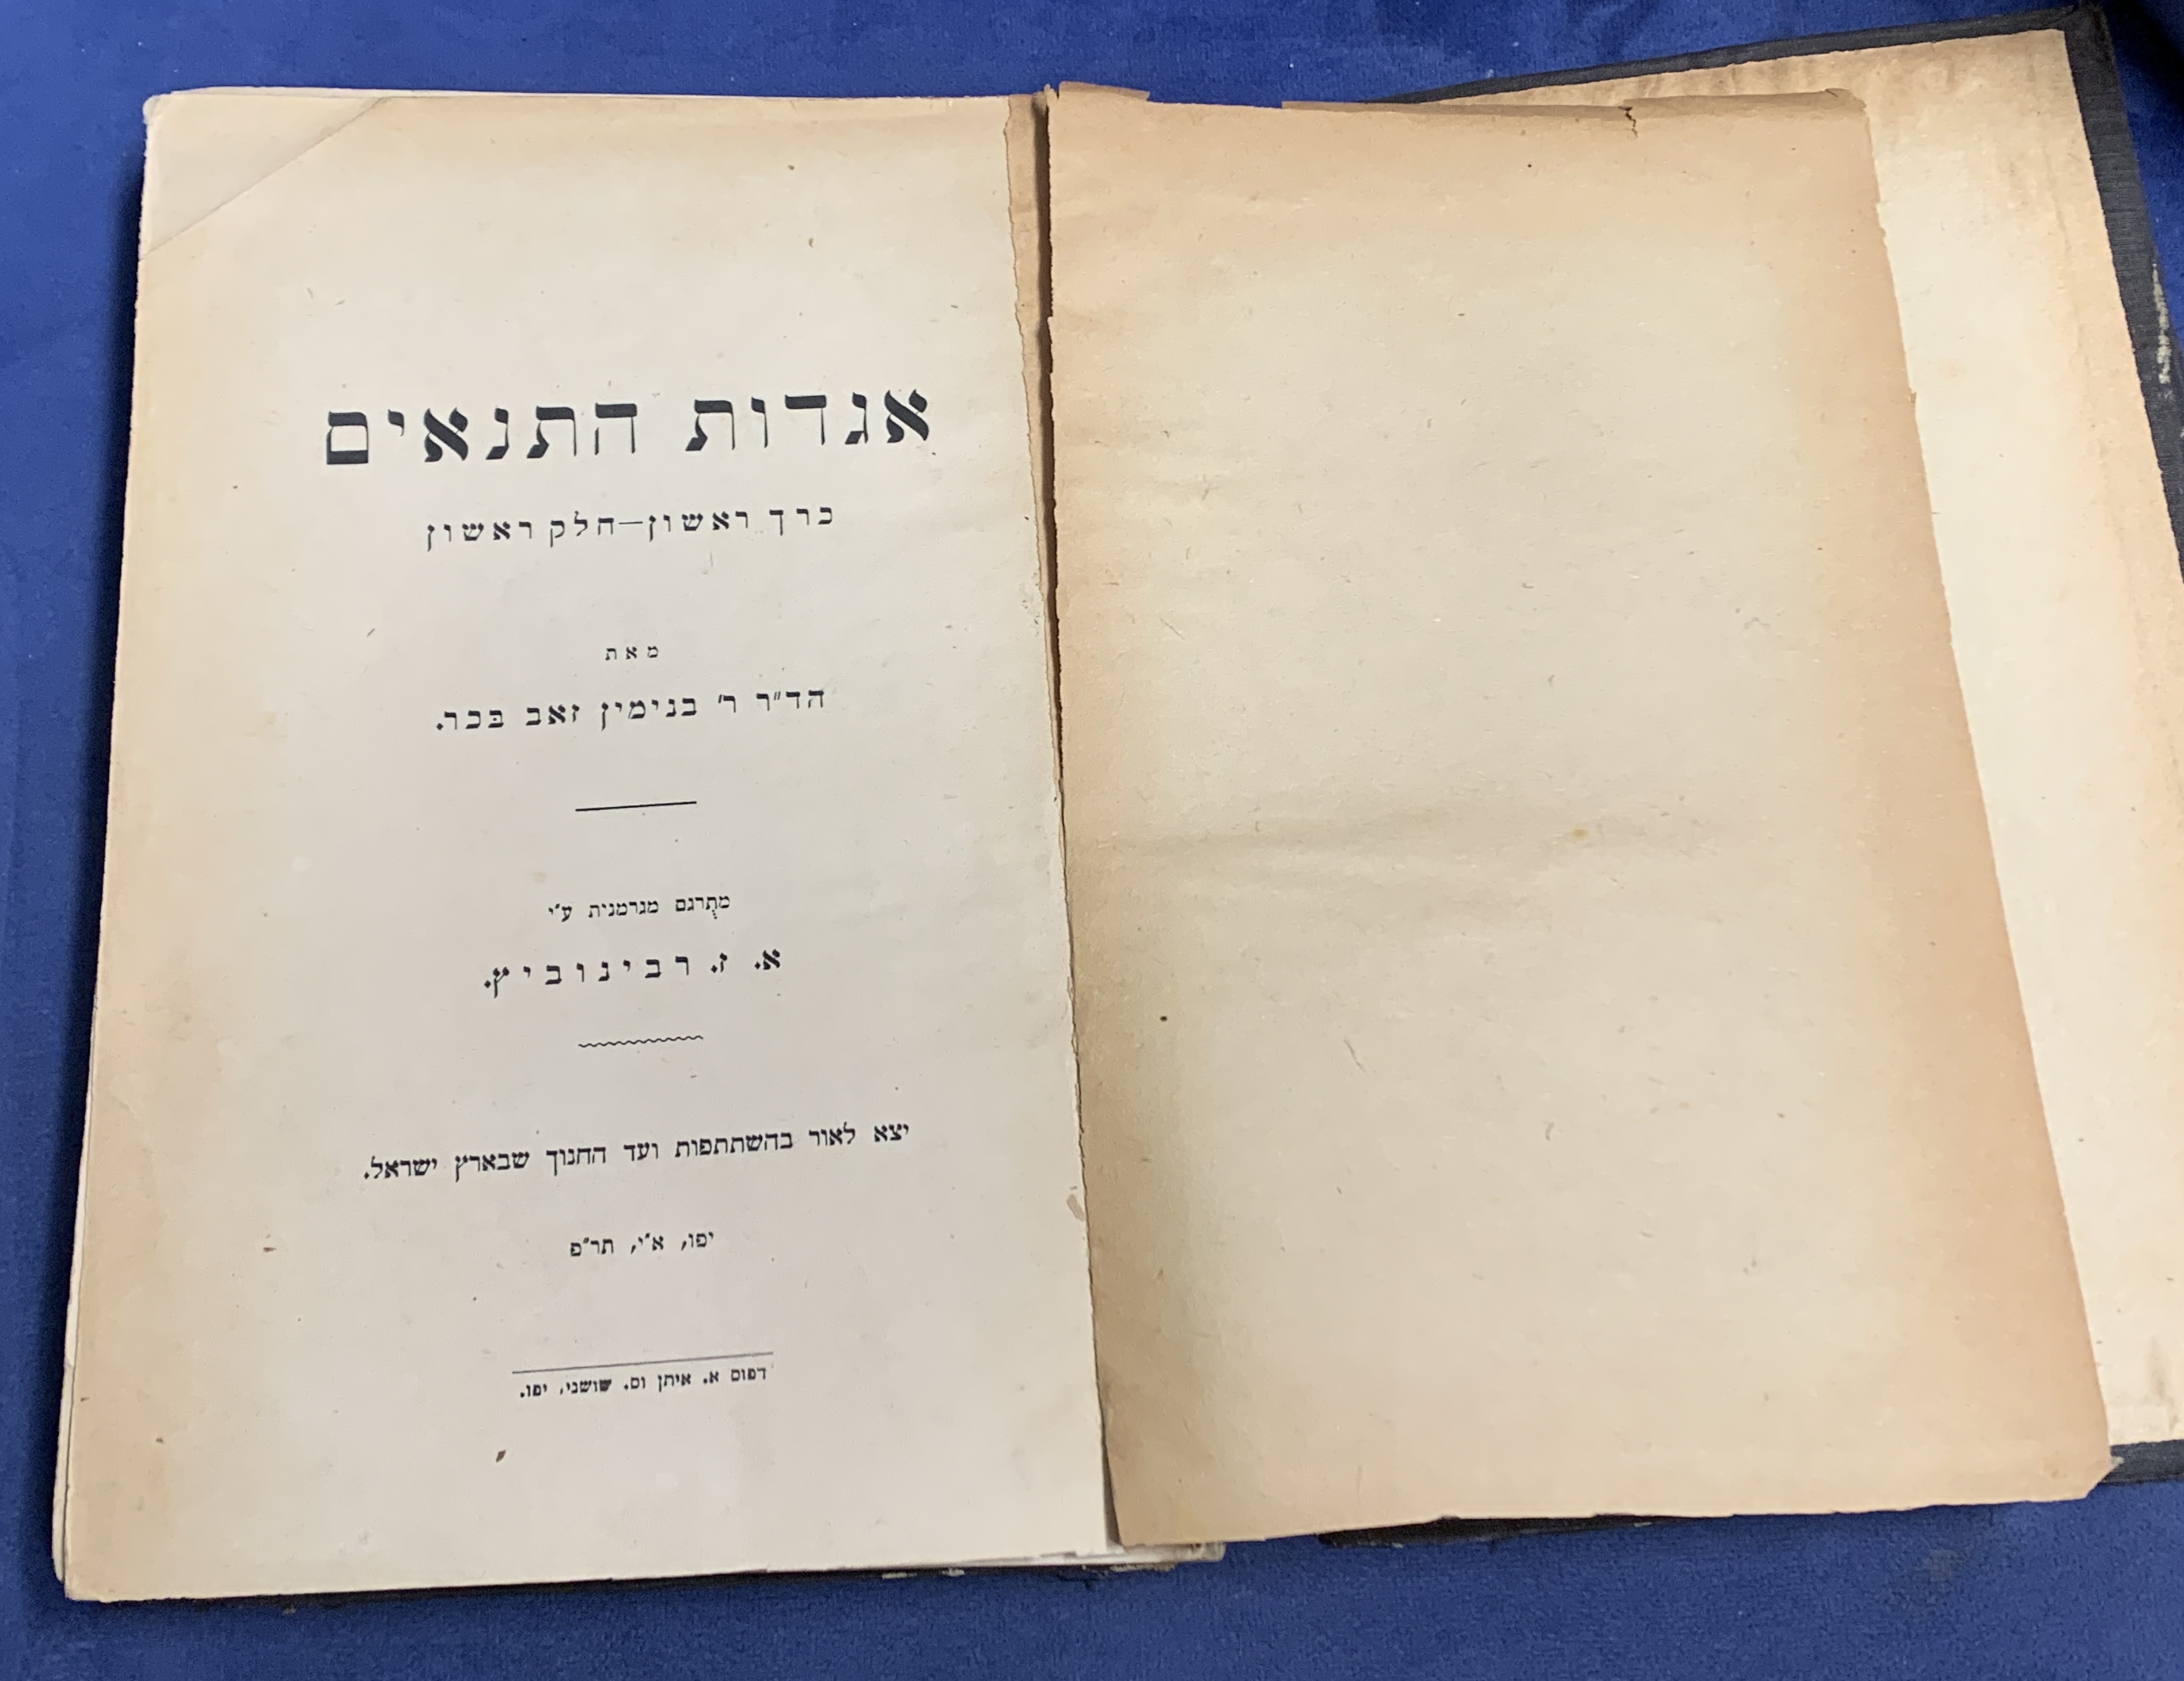 אגדות התנאים
כרך ראשון—חלק ראשון
מאת
הד״ר ר׳ בנימין זאב בכר.
מתֻרגם מגרמנית ע״י
א. ז. רבינוביץ.
יצא לאור בהשתתפות ועד החנוך שבארץ ישראל.
יפו, א״י, תר״פ
דפוס א. איתן וס. שושני, יפו.